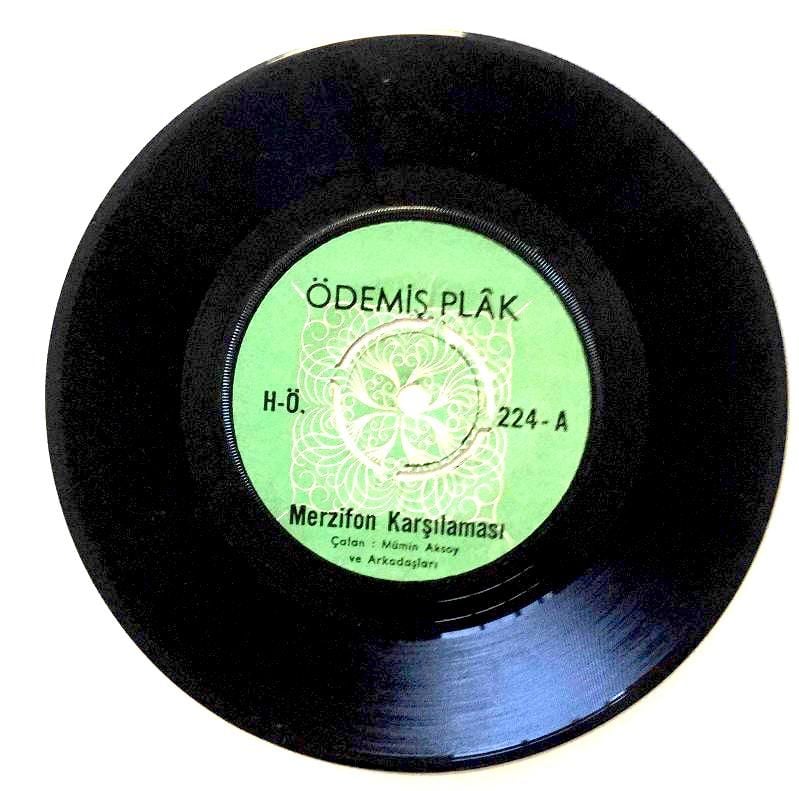 ÖDEMİŞ PLÂK
H-Ö. 224-A
Merzifon Karşılaması
Çalan : Mümin Aksoy
ve Arkadaşları